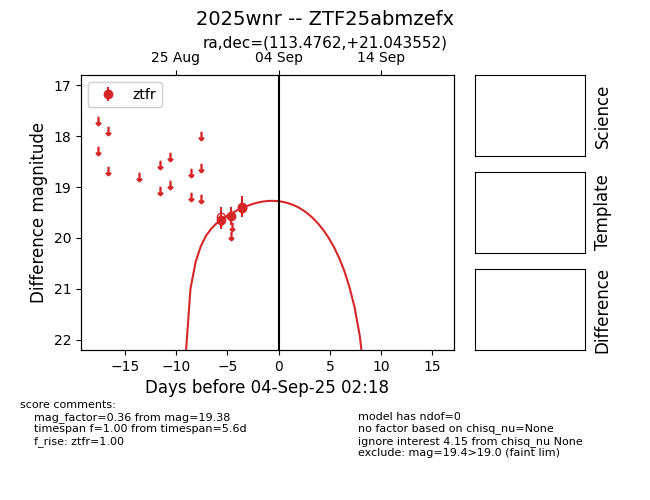 2025wnr -- ZTF25abmzefx
ra,dec=(113.4762,+21.043552)
25 Aug 04 Sep 14 Sep
ztfr
17
18
19
20
21
22
Difference magnitude
−15 −10 −5 0 5 10 15
Days before 04-Sep-25 02:18
Science
Template
Difference
score comments:
mag_factor=0.36 from mag=19.38
timespan f=1.00 from timespan=5.6d
f_rise: ztfr=1.00
model has ndof=0
no factor based on chisq_nu=None
ignore interest 4.15 from chisq_nu None
exclude: mag=19.4>19.0 (faint lim)